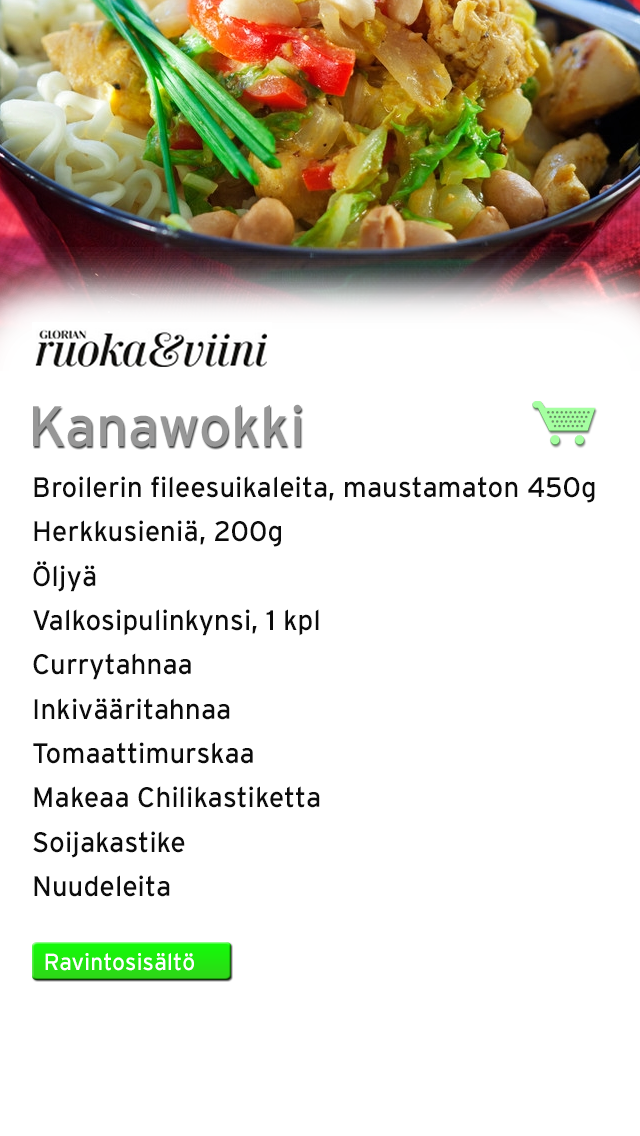 GLORIAN
ruoka&viini
Kanawokki
Broilerin fileesuikaleita, maustamaton 450g
Herkkusieniä, 200g
Öljyä
Valkosipulinkynsi, 1 kpl
Currytahnaa
Inkivääritahnaa
Tomaattimurskaa
Makeaa Chilikastiketta
Soijakastike
Nuudeleita
Ravintosisältö